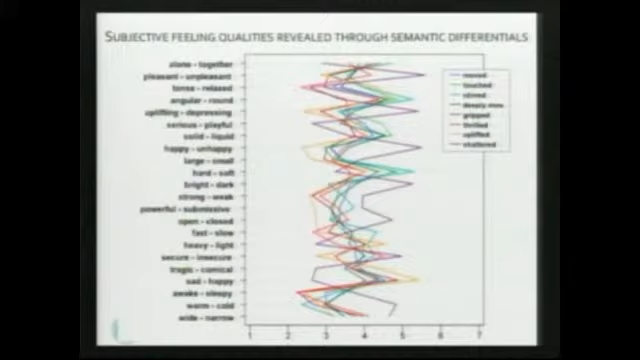 SUBJECTIVE FEELING QUALITIES REVEALED THROUGH SEMANTIC DIFFERENTIALS
alone - together
pleasant - unpleasant
tense - relaxed
angular - round
uplifting - depressing
serious - playful
solid - liquid
happy - unhappy
large - small
hard - soft
bright - dark
strong - weak
powerful - submissive
open - closed
fast - slow
heavy - light
secure - insecure
tragic - comical
sad - happy
awake - sleepy
warm - cold
wide - narrow
moved
touched
stirred
deeply mov
gripped
thrilled
uplifted
shattered
1 2 3 4 5 6 7